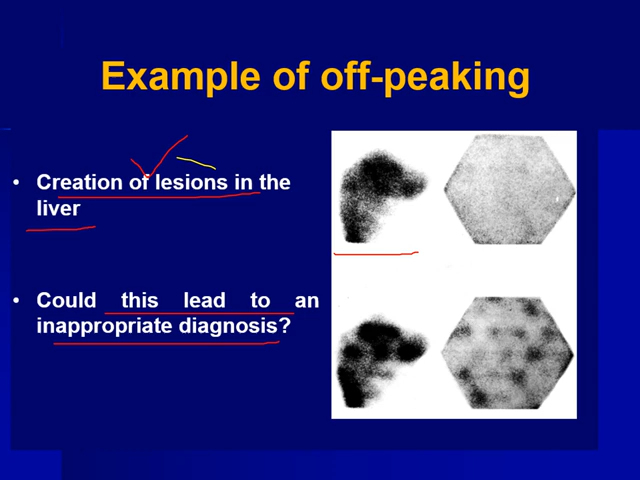 Example of off-peaking
• Creation of lesions in the
liver
• Could this lead to an
inappropriate diagnosis?